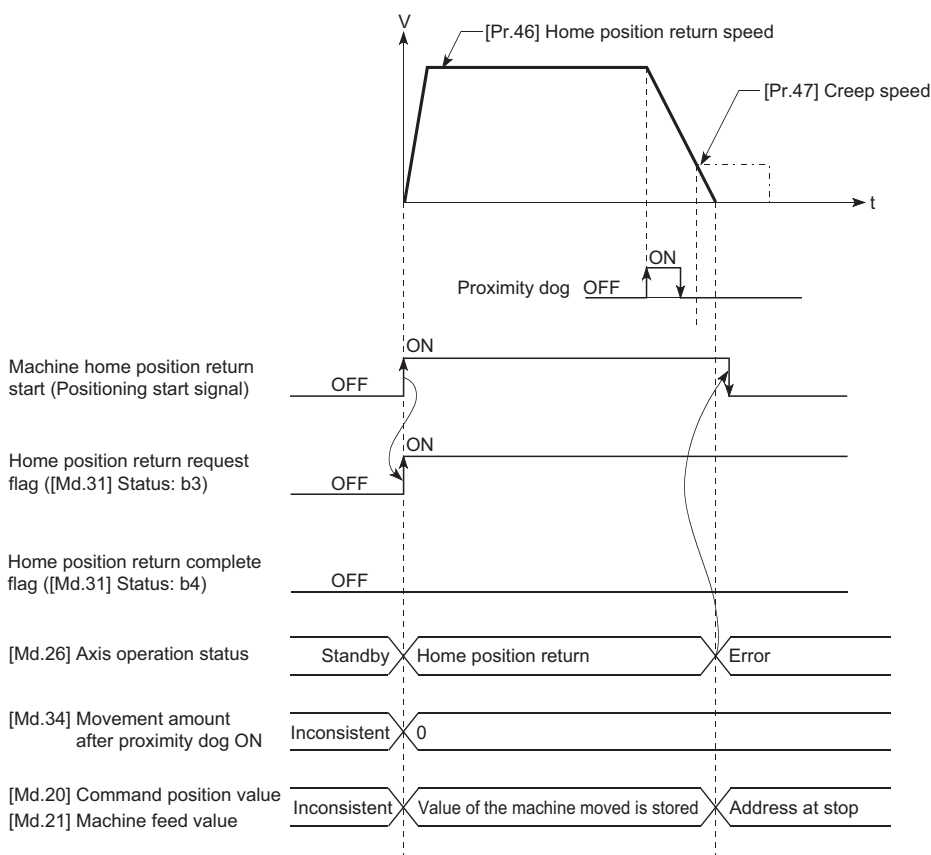 V
[Pr.46] Home position return speed
[Pr.47] Creep speed
t
ON
Proximity dog OFF
ON
Machine home position return
start (Positioning start signal)
OFF
ON
Home position return request
flag ([Md.31] Status: b3)
OFF
Home position return complete
flag ([Md.31] Status: b4)
OFF
[Md.26] Axis operation status
Standby
Home position return
Error
[Md.34] Movement amount
after proximity dog ON
Inconsistent
0
[Md.20] Command position value
[Md.21] Machine feed value
Inconsistent
Value of the machine moved is stored
Address at stop